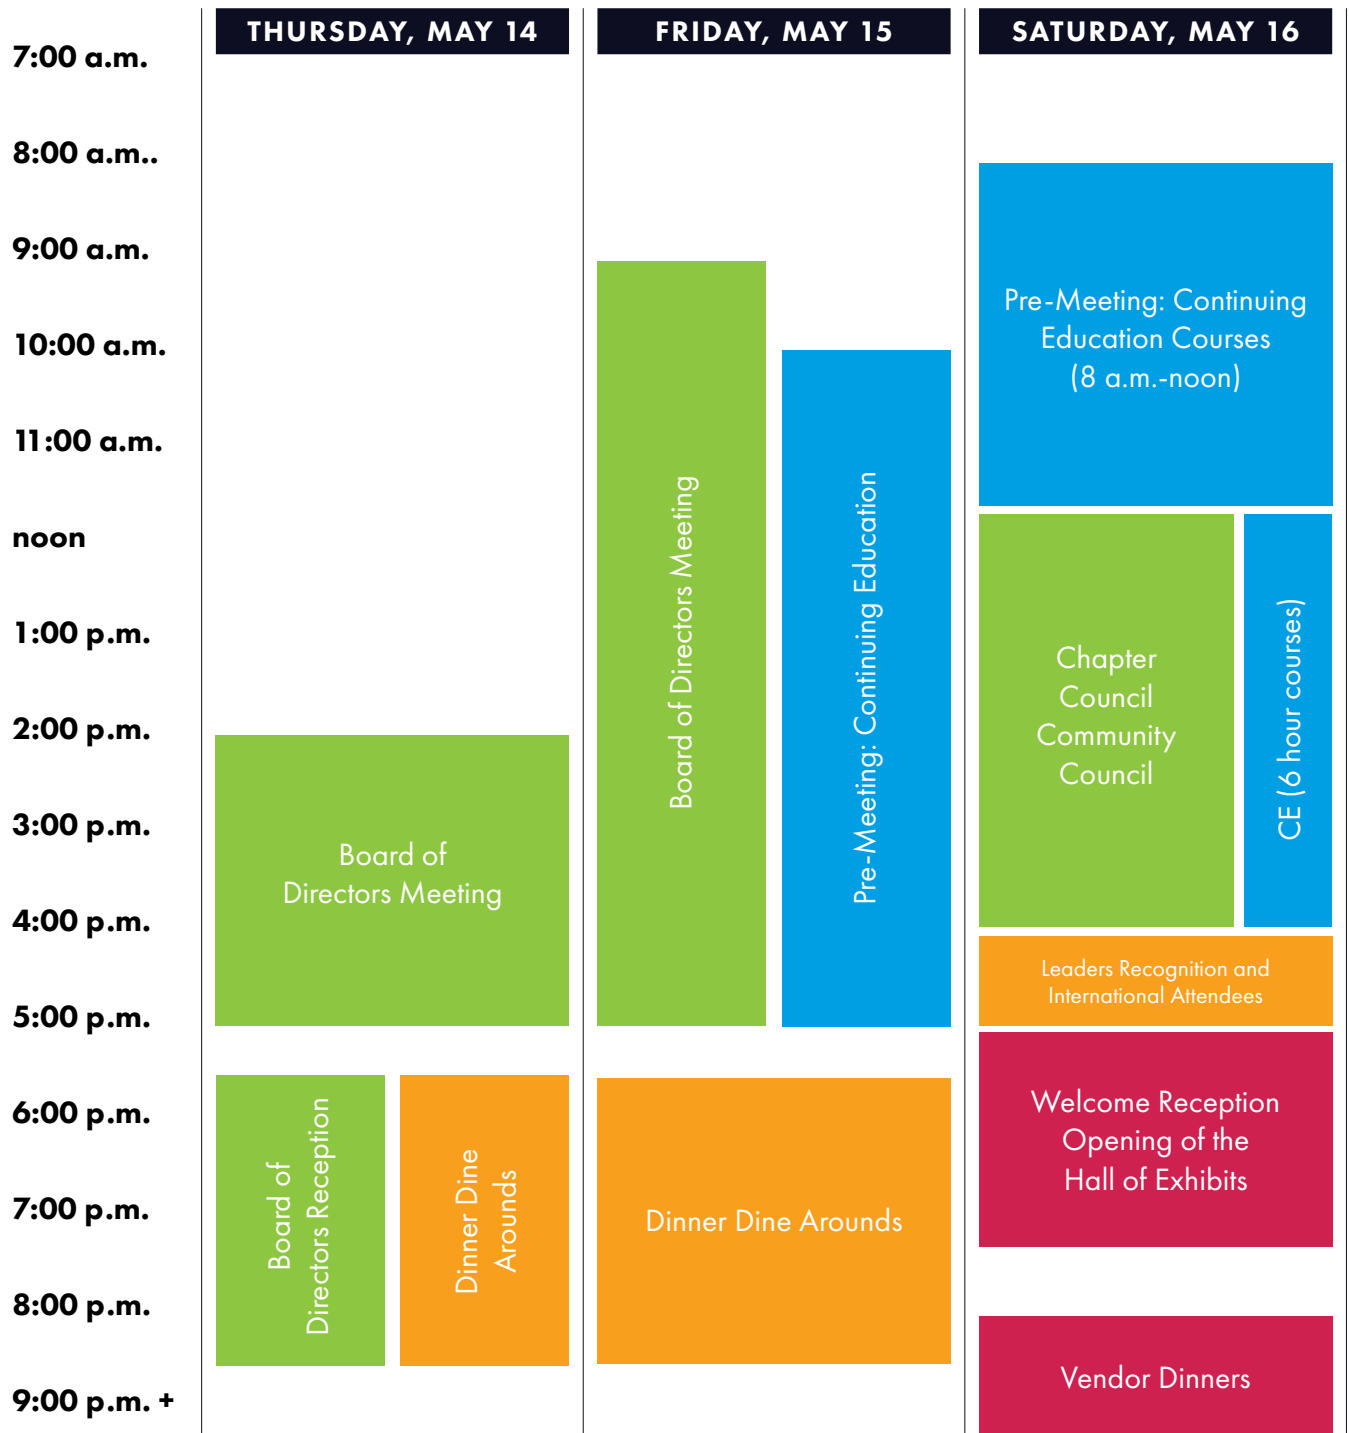 THURSDAY, MAY 14
FRIDAY, MAY 15
SATURDAY, MAY 16
7:00 a.m.
8:00 a.m..
9:00 a.m.
10:00 a.m.
11:00 a.m.
noon
1:00 p.m.
2:00 p.m.
3:00 p.m.
4:00 p.m.
5:00 p.m.
6:00 p.m.
7:00 p.m.
8:00 p.m.
9:00 p.m. +
Board of
Directors Meeting
Board of
Directors Reception
Dinner Dine
Arounds
Board of Directors Meeting
Pre-Meeting: Continuing Education
Dinner Dine Arounds
Pre-Meeting: Continuing
Education Courses
(8 a.m.-noon)
Chapter
Council
Community
Council
CE (6 hour courses)
Leaders Recognition and
International Attendees
Welcome Reception
Opening of the
Hall of Exhibits
Vendor Dinners